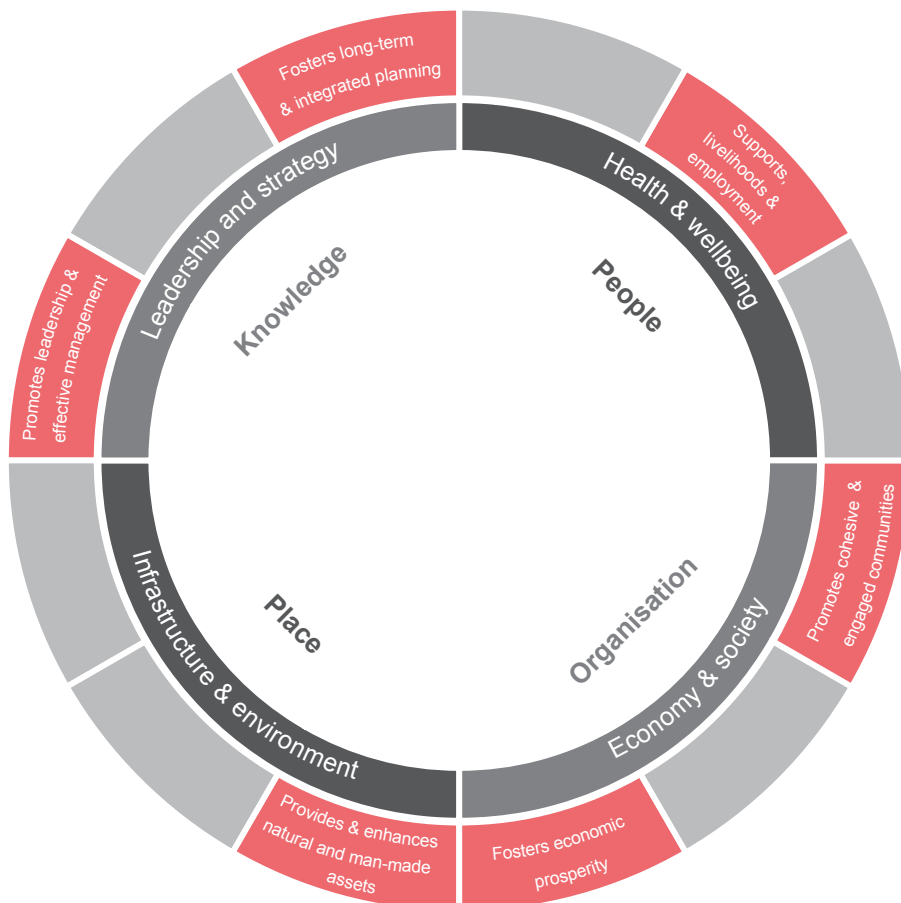 Fosters long-term
& integrated planning
Supports,
livelihoods &
employment
Leadership and strategy
Health & wellbeing
Knowledge
People
Promotes leadership &
effective management
Promotes cohesive &
engaged communities
Place
Organisation
Infrastructure & environment
Economy & society
Provides & enhances
natural and man-made
assets
Fosters economic
prosperity